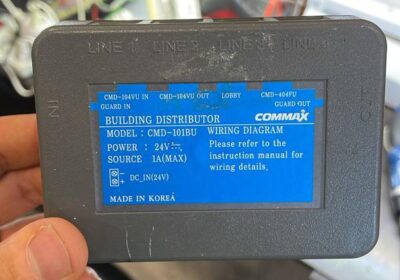 LINE 1 LINE 2 LINE 3 LINE
IN
CMD-104VU IN CMD-104VU OUT LOBBY CMD-404FU
GUARD IN GUARD OUT
BUILDING DISTRIBUTOR COMMAX
MODEL : CMD-101BU WIRING DIAGRAM
POWER : 24V Please refer to the
SOURCE 1A(MAX) instruction manual for
wiring details.
- DC_IN(24V)
+
MADE IN KOREA